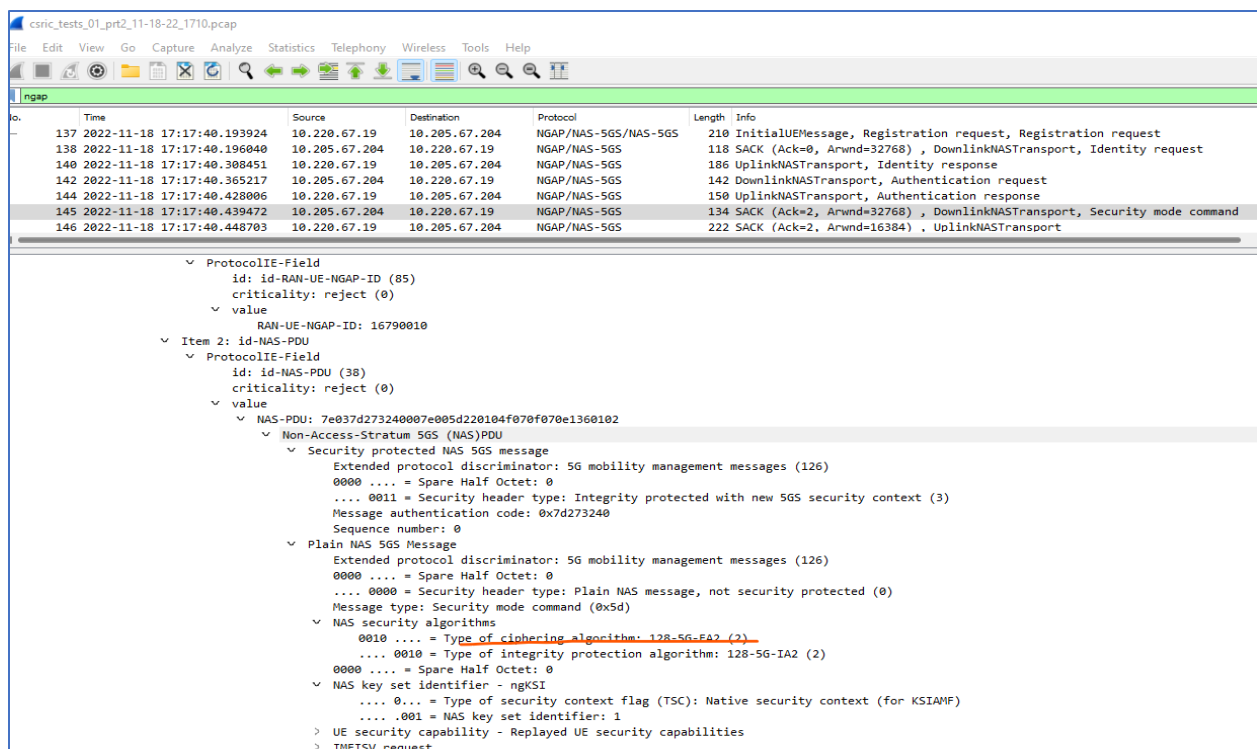 csric_tests_01_prt2_11-18-22_1710.pcap
File Edit View Go Capture Analyze Statistics Telephony Wireless Tools Help
ngap
No. Time Source Destination Protocol Length Info
137 2022-11-18 17:17:40.193924 10.220.67.19 10.205.67.204 NGAP/NAS-5GS/NAS-5GS 210 InitialUEMessage, Registration request, Registration request
138 2022-11-18 17:17:40.196040 10.205.67.204 10.220.67.19 NGAP/NAS-5GS 118 SACK (Ack=0, Arwnd=32768) , DownlinkNASTransport, Identity request
140 2022-11-18 17:17:40.308451 10.220.67.19 10.205.67.204 NGAP/NAS-5GS 186 UplinkNASTransport, Identity response
142 2022-11-18 17:17:40.365217 10.205.67.204 10.220.67.19 NGAP/NAS-5GS 142 DownlinkNASTransport, Authentication request
144 2022-11-18 17:17:40.428006 10.220.67.19 10.205.67.204 NGAP/NAS-5GS 150 UplinkNASTransport, Authentication response
145 2022-11-18 17:17:40.439472 10.205.67.204 10.220.67.19 NGAP/NAS-5GS 134 SACK (Ack=2, Arwnd=32768) , DownlinkNASTransport, Security mode command
146 2022-11-18 17:17:40.448703 10.220.67.19 10.205.67.204 NGAP/NAS-5GS 222 SACK (Ack=2, Arwnd=16384) , UplinkNASTransport
ProtocolIE-Field
id: id-RAN-UE-NGAP-ID (85)
criticality: reject (0)
value
RAN-UE-NGAP-ID: 16790010
Item 2: id-NAS-PDU
ProtocolIE-Field
id: id-NAS-PDU (38)
criticality: reject (0)
value
NAS-PDU: 7e037d273240007e005d220104f070f070e1360102
Non-Access-Stratum 5GS (NAS)PDU
Security protected NAS 5GS message
Extended protocol discriminator: 5G mobility management messages (126)
0000 .... = Spare Half Octet: 0
.... 0011 = Security header type: Integrity protected with new 5GS security context (3)
Message authentication code: 0x7d273240
Sequence number: 0
Plain NAS 5GS Message
Extended protocol discriminator: 5G mobility management messages (126)
0000 .... = Spare Half Octet: 0
.... 0000 = Security header type: Plain NAS message, not security protected (0)
Message type: Security mode command (0x5d)
NAS security algorithms
0010 .... = Type of ciphering algorithm: 128-5G-EA2 (2)
.... 0010 = Type of integrity protection algorithm: 128-5G-IA2 (2)
0000 .... = Spare Half Octet: 0
NAS key set identifier - ngKSI
.... 0... = Type of security context flag (TSC): Native security context (for KSIAMF)
.... .001 = NAS key set identifier: 1
UE security capability - Replayed UE security capabilities
IMEISV request